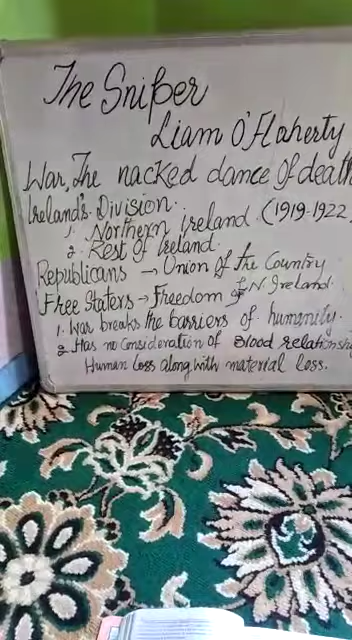 The Sniper
Liam O'Flaherty
War, The nacked dance of death
Ireland's Division.
1. Northern Ireland (1919-1922
2. Rest of Ireland.
Republicans → Union of the Country
Free Staters → Freedom of N. Ireland.
1. War breaks the barriers of humanity.
2. Has no consideration of Blood relationsh
Human Loss along with material loss.